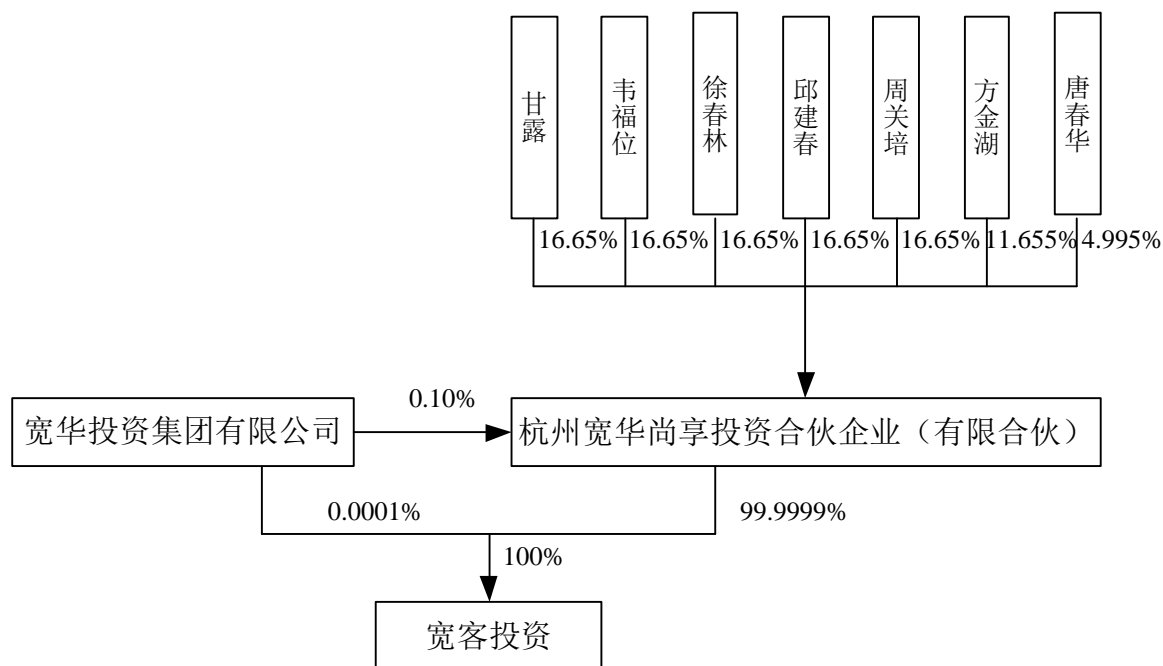 甘露
韦福位
徐春林
邱建春
周关培
方金湖
唐春华
16.65%
16.65%
16.65%
16.65%
16.65%
11.655%
4.995%
0.10%
宽华投资集团有限公司
杭州宽华尚享投资合伙企业（有限合伙）
0.0001%
99.9999%
100%
宽客投资